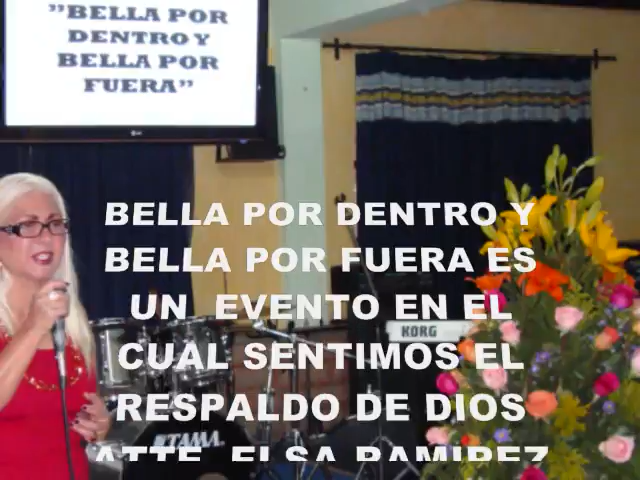 ”BELLA POR
DENTRO Y
BELLA POR
FUERA”
BELLA POR DENTRO Y
BELLA POR FUERA ES
UN EVENTO EN EL
KORG
CUAL SENTIMOS EL
RESPALDO DE DIOS
TAMA
ATTE ELSA RAMIREZ